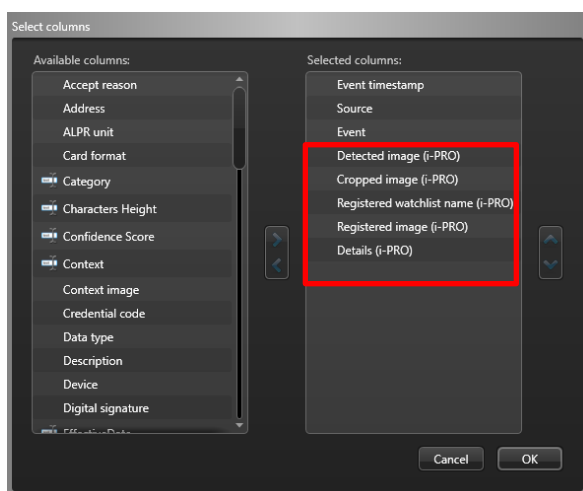 Select columns
Available columns:
Accept reason
Address
ALPR unit
Card format
Category
Characters Height
Confidence Score
Context
Context image
Credential code
Data type
Description
Device
Digital signature
EffectiveDate
Selected columns:
Event timestamp
Source
Event
Detected image (i-PRO)
Cropped image (i-PRO)
Registered watchlist name (i-PRO)
Registered image (i-PRO)
Details (i-PRO)
Cancel
OK